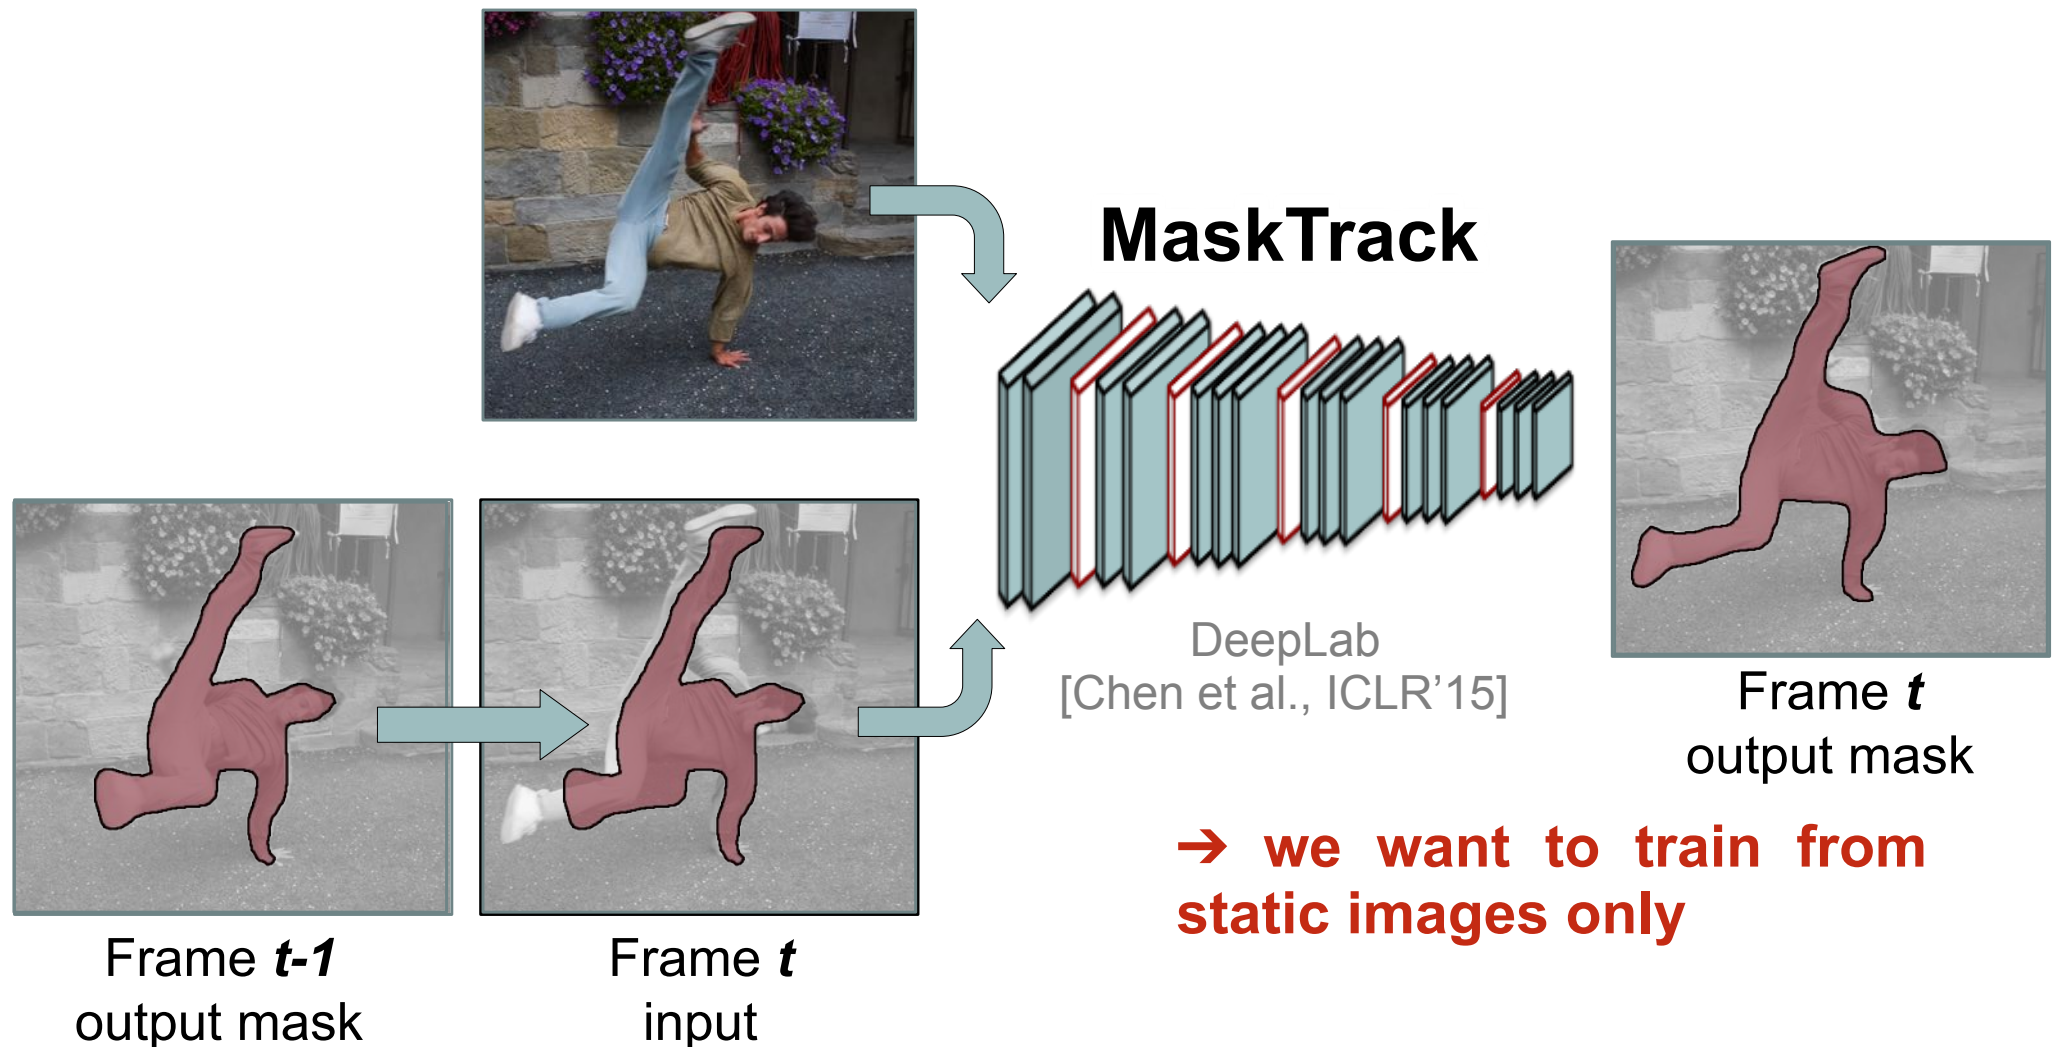 MaskTrack
DeepLab
[Chen et al., ICLR’15]
Frame t
output mask
➔ we want to train from
static images only
Frame t-1
output mask
Frame t
input